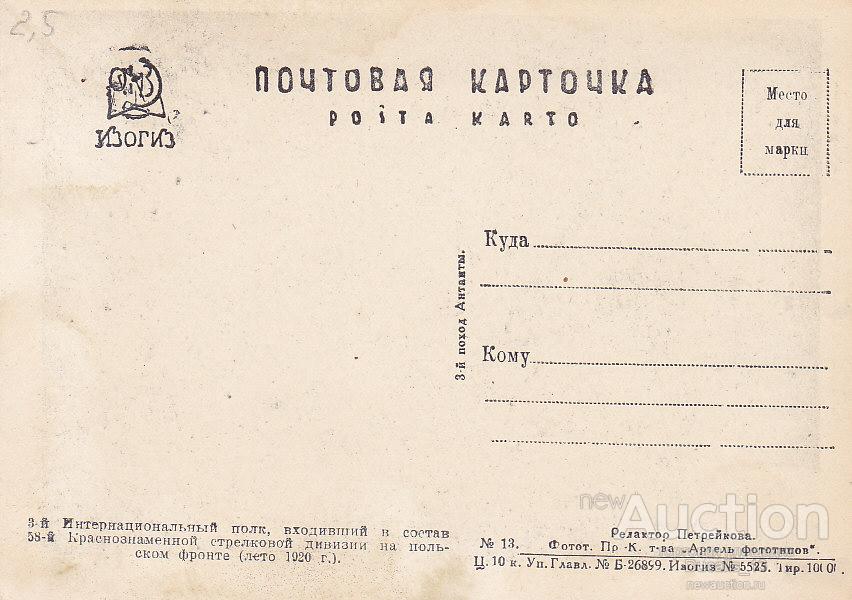 2,5
ИЗОГИЗ
ПОЧТОВАЯ КАРТОЧКА
POŜTA KARTO
Место
для
марки
Куда
3-й поход Антанты.
Кому
3-й Интернациональный полк, входивший в состав
58-й Краснознаменной стрелковой дивизии на поль-
ском фронте (лето 1920 г.).
Редактор Петрейкова.
№ 13. Фотот. Пр-К. т-ва „Артель фототипов“.
Ц. 10 к. Уп. Главл. № Б-26899. Изогиз № 5525. Тир.
newAuction
newauction.ru